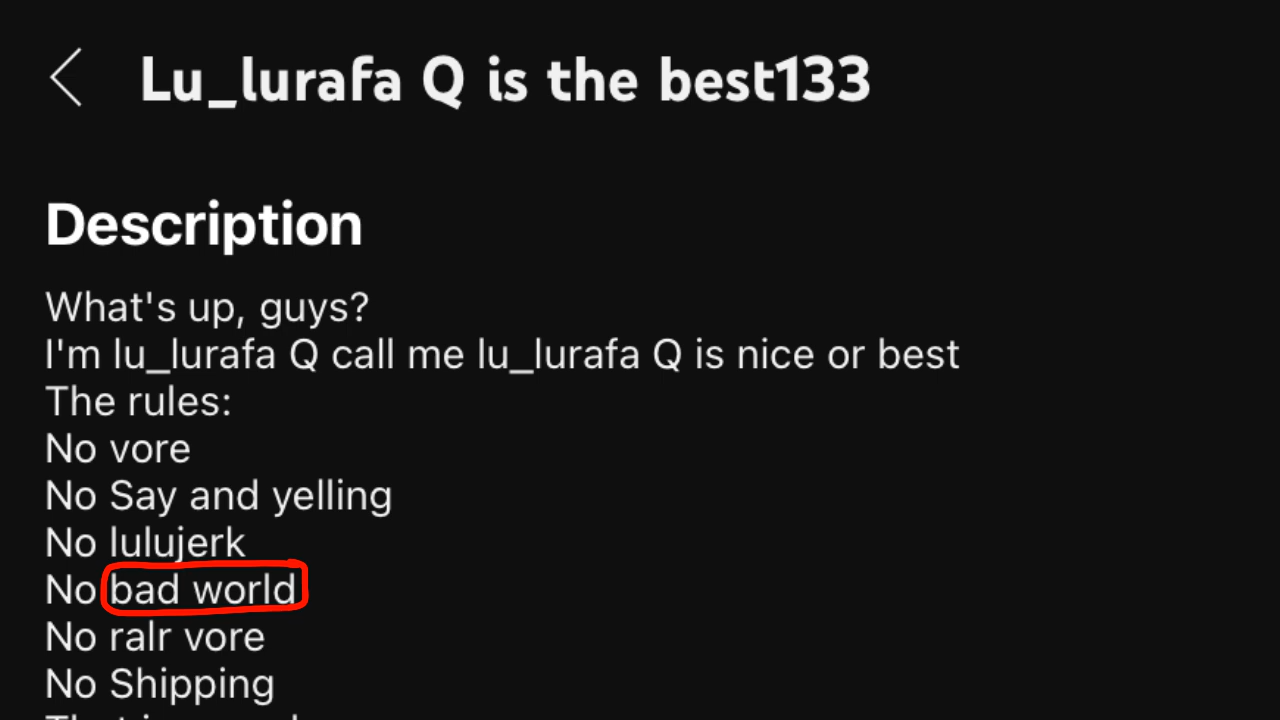 Lu_lurafa Q is the best133
Description
What's up, guys?
I'm lu_lurafa Q call me lu_lurafa Q is nice or best
The rules:
No vore
No Say and yelling
No lulujerk
No bad world
No ralr vore
No Shipping